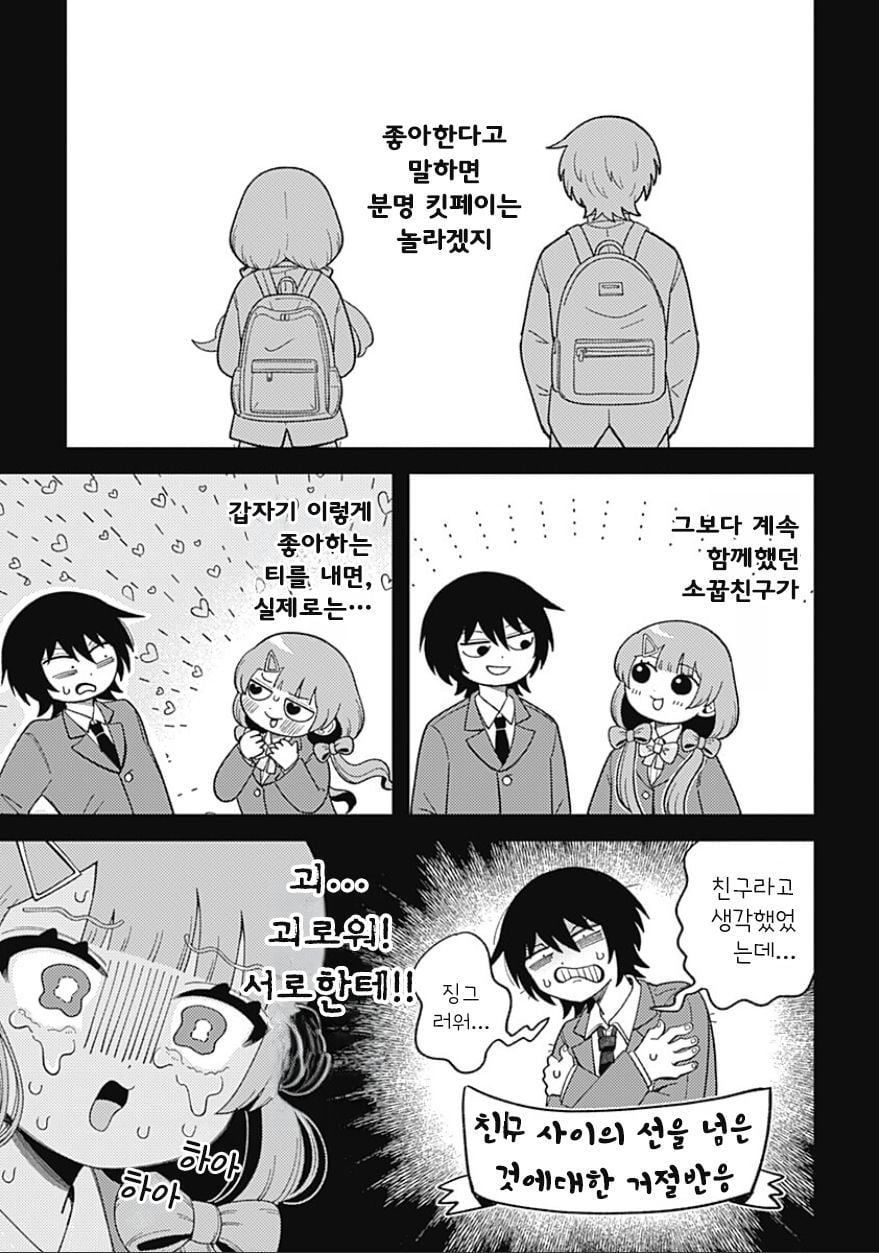 좋아한다고
말하면
분명 킷페이는
놀라겠지
그보다 계속
함께했던
소꿉친구가
갑자기 이렇게
좋아하는
티를 내면,
실제로는…
친구라고
생각했었
는데…
징그
러워…
친구 사이의 선을 넘은
것에대한 거절반응
괴…
괴로워!
서로한테!!
하아
하아